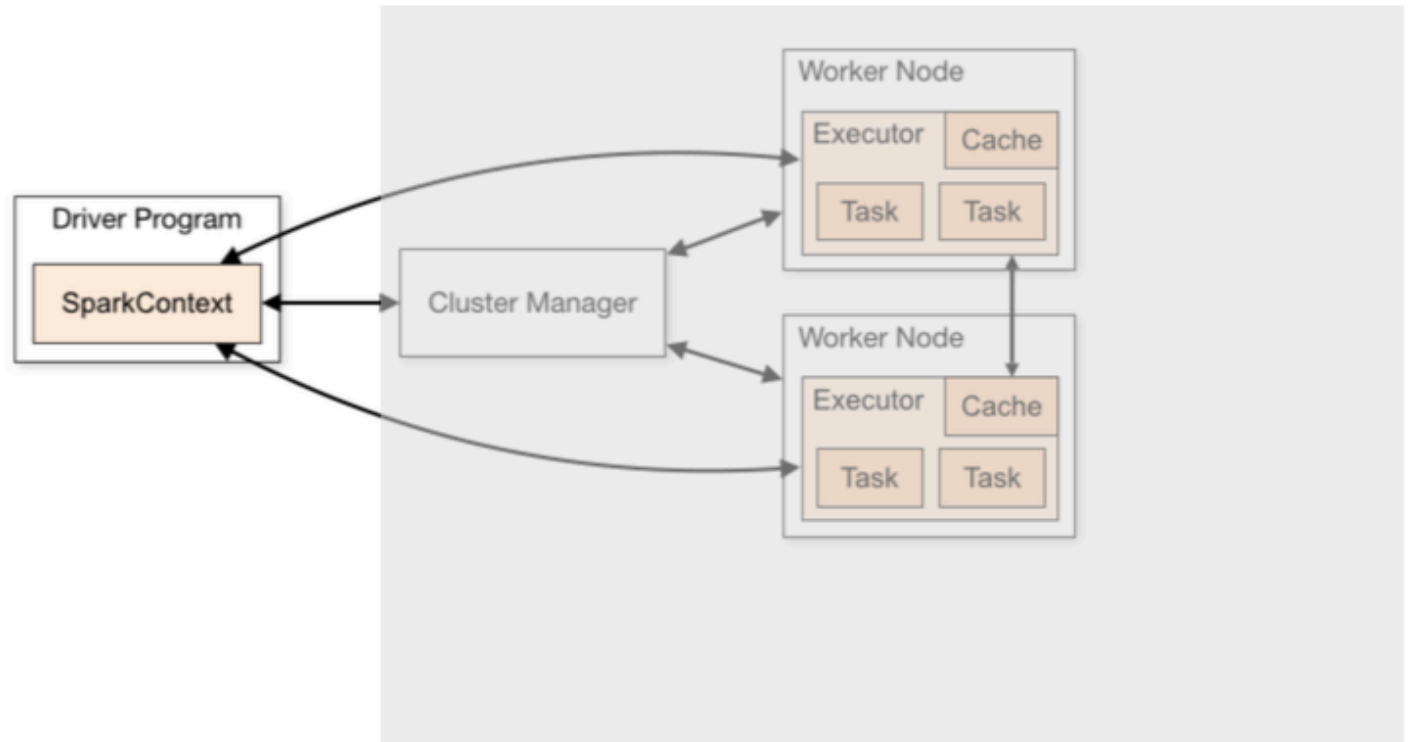 Worker Node
Executor
Cache
Task
Task
Driver Program
SparkContext
Cluster Manager
Worker Node
Executor
Cache
Task
Task